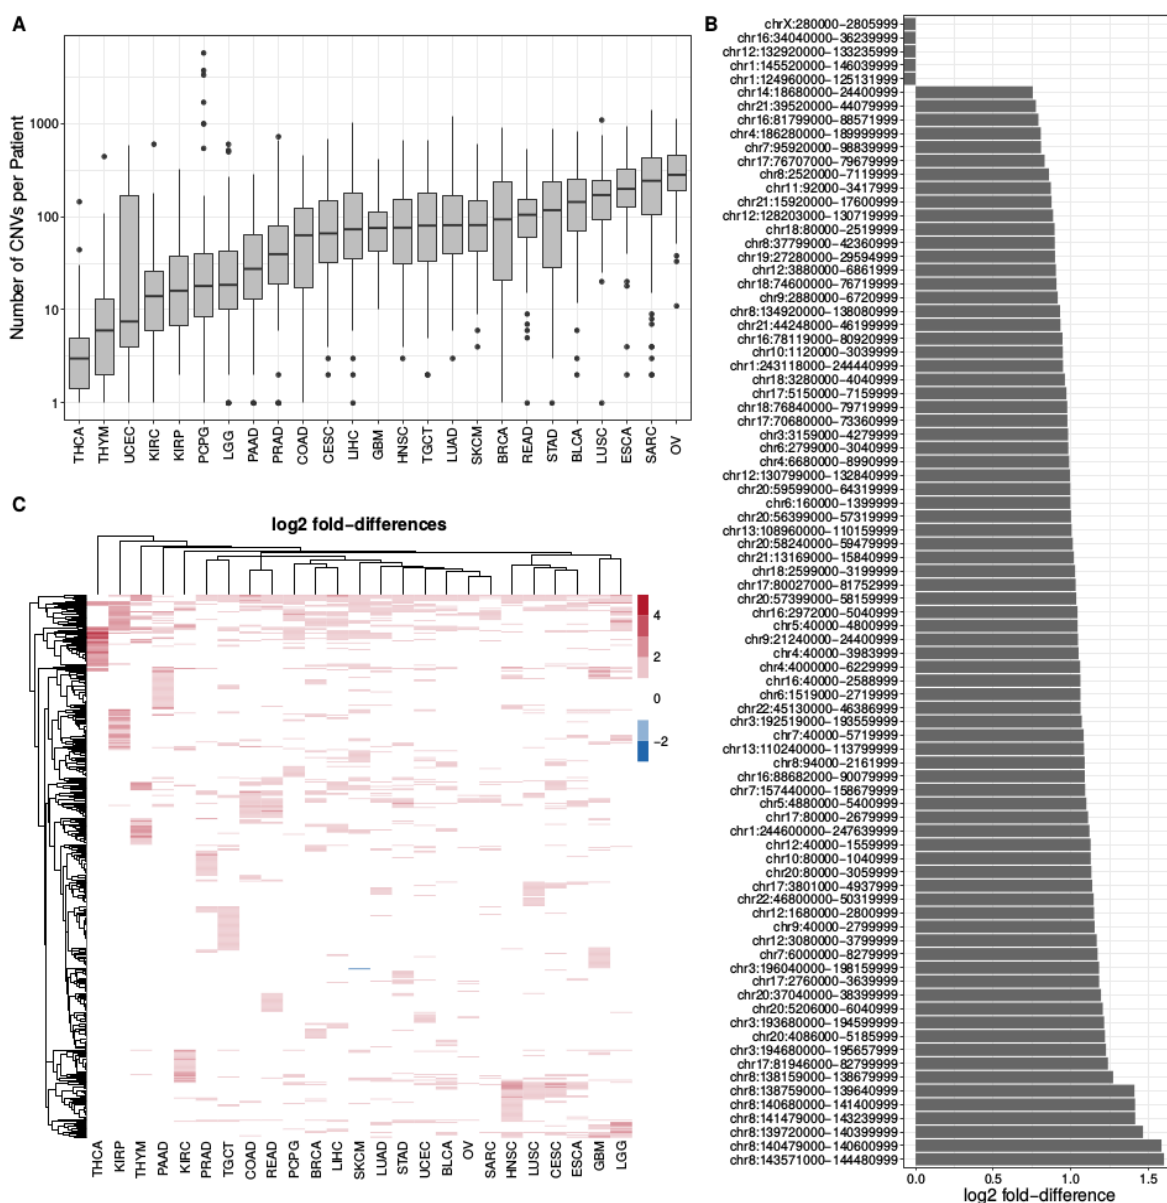 A
Number of CNVs per Patient
1000
100
10
1
THCA
THYM
UCEC
KIRC
KIRP
PCPG
LGG
PAAD
PRAD
COAD
CESC
LIHC
GBM
HNSC
TGCT
LUAD
SKCM
BRCA
READ
STAD
BLCA
LUSC
ESCA
SARC
OV
B
chrX:280000-2805999
chr16:34040000-36239999
chr12:132920000-133235999
chr1:145520000-146039999
chr1:124960000-125131999
chr14:18680000-24400999
chr21:39520000-44079999
chr16:81799000-88571999
chr4:186280000-189999999
chr7:95920000-98839999
chr17:76707000-79679999
chr8:2520000-7119999
chr11:92000-3417999
chr21:15920000-17600999
chr12:128203000-130719999
chr18:80000-2519999
chr8:37799000-42360999
chr19:27280000-29594999
chr12:3880000-6861999
chr18:74600000-76719999
chr9:2880000-6720999
chr8:134920000-138080999
chr21:44248000-46199999
chr16:78119000-80920999
chr10:1120000-3039999
chr1:243118000-244440999
chr18:3280000-4040999
chr17:5150000-7159999
chr18:76840000-79719999
chr17:70680000-73360999
chr3:3159000-4279999
chr6:2799000-3040999
chr4:6680000-8990999
chr12:130799000-132840999
chr20:59599000-64319999
chr6:160000-1399999
chr20:56399000-57319999
chr13:108960000-110159999
chr20:58240000-59479999
chr21:13169000-15840999
chr18:2599000-3199999
chr17:80027000-81752999
chr20:57399000-58159999
chr16:2972000-5040999
chr5:40000-4800999
chr9:21240000-24400999
chr4:40000-3983999
chr4:4000000-6229999
chr16:40000-2588999
chr6:1519000-2719999
chr22:45130000-46386999
chr3:192519000-193559999
chr7:40000-5719999
chr13:110240000-113799999
chr8:94000-2161999
chr16:88682000-90079999
chr7:157440000-158679999
chr5:4880000-5400999
chr17:80000-2679999
chr1:244600000-247639999
chr12:40000-1559999
chr10:80000-1040999
chr20:80000-3059999
chr17:3801000-4937999
chr22:46800000-50319999
chr12:1680000-2800999
chr9:40000-2799999
chr12:3080000-3799999
chr7:6000000-8279999
chr3:196040000-198159999
chr17:2760000-3639999
chr20:37040000-38399999
chr20:5206000-6040999
chr3:193680000-194599999
chr20:4086000-5185999
chr3:194680000-195657999
chr17:81946000-82799999
chr8:138159000-138679999
chr8:138759000-139640999
chr8:140680000-141400999
chr8:141479000-143239999
chr8:139720000-140399999
chr8:140479000-140600999
chr8:143571000-144480999
0.0
0.5
1.0
1.5
log2 fold-difference
C
log2 fold-differences
4
2
0
-2
THCA
KIRP
THYM
PAAD
KIRC
PRAD
TGCT
COAD
READ
PCPG
BRCA
LIHC
SKCM
LUAD
STAD
UCEC
BLCA
OV
SARC
HNSC
LUSC
CESC
ESCA
GBM
LGG